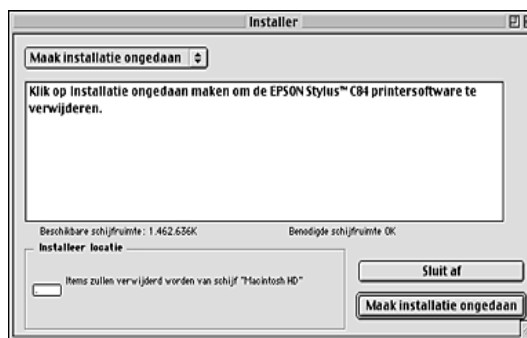 Installer
Maak installatie ongedaan
Klik op Installatie ongedaan maken om de EPSON Stylus™ C84 printersoftware te
verwijderen.
Beschikbare schijfruimte: 1.462.636K Benodigde schijfruimte OK
Installeer locatie
Items zullen verwijderd worden van schijf "Macintosh HD"
Sluit af
Maak installatie ongedaan